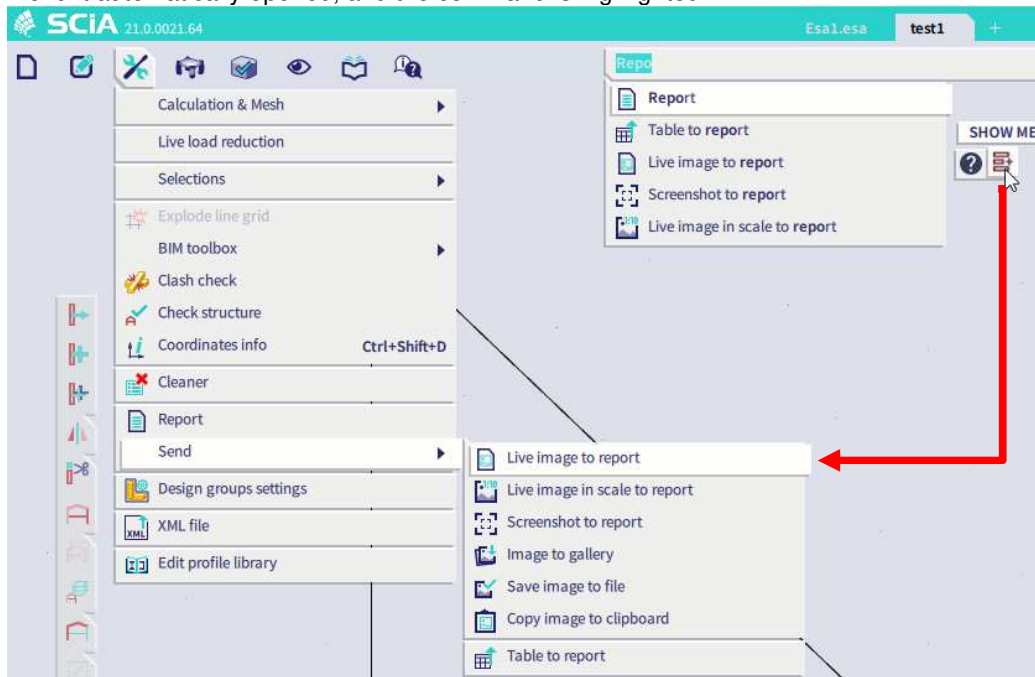 SCiA 21.0.0021.64
Esa1.esa
test1
+
Repo
Report
Table to report
Live image to report
Screenshot to report
Live image in scale to report
SHOW ME
Calculation & Mesh
Live load reduction
Selections
Explode line grid
BIM toolbox
Clash check
Check structure
Coordinates info Ctrl+Shift+D
Cleaner
Report
Send
Design groups settings
XML file
Edit profile library
Live image to report
Live image in scale to report
Screenshot to report
Image to gallery
Save image to file
Copy image to clipboard
Table to report